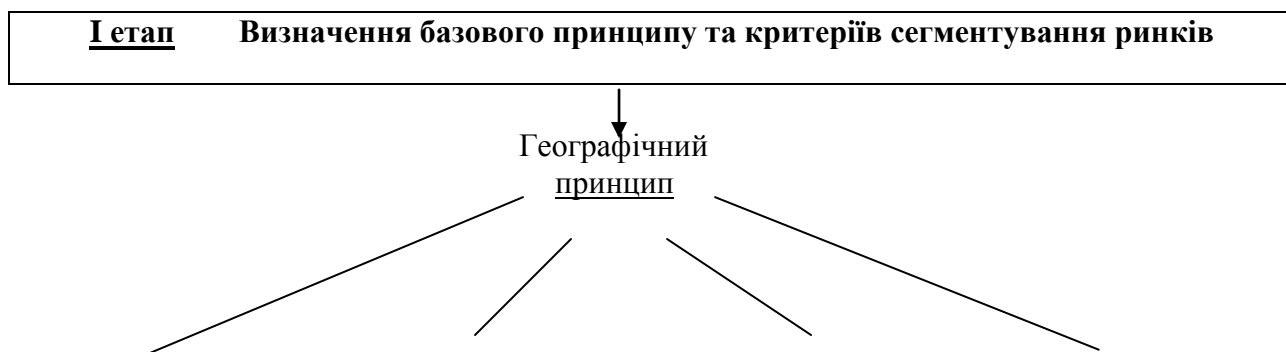 І етап Визначення базового принципу та критеріїв сегментування ринків
Географічний
принцип